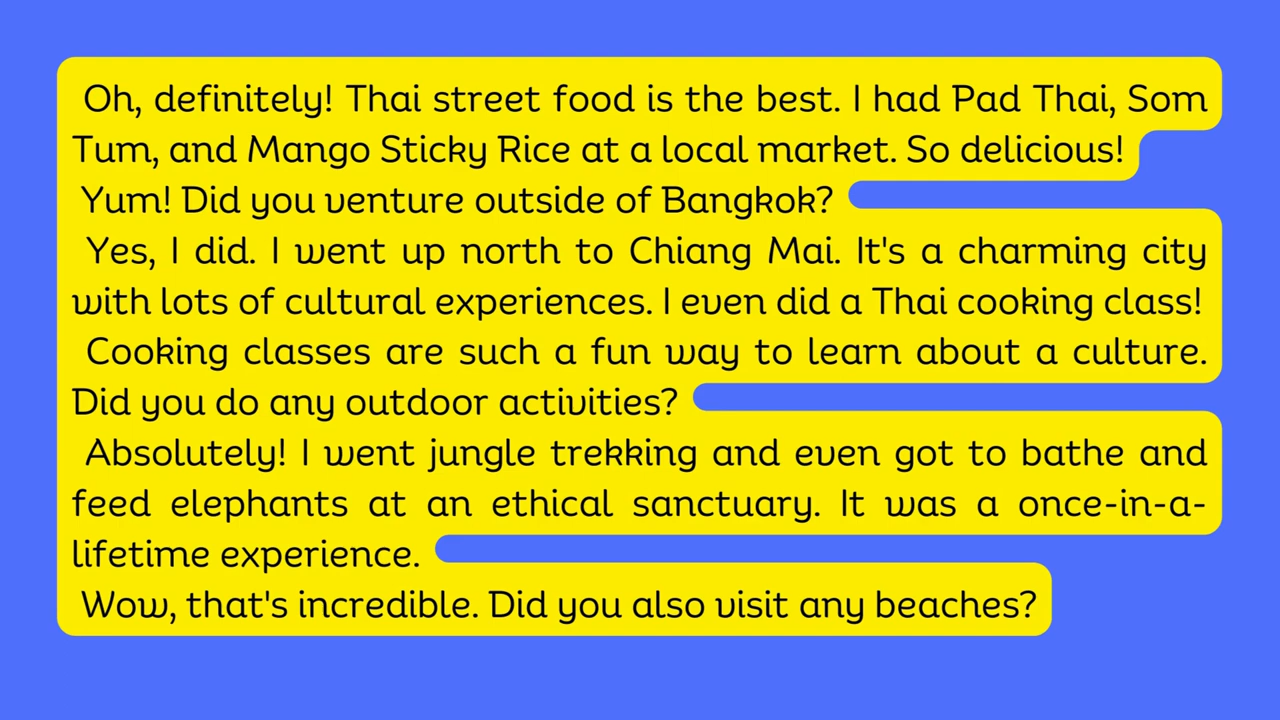 Oh, definitely! Thai street food is the best. I had Pad Thai, Som
Tum, and Mango Sticky Rice at a local market. So delicious!
Yum! Did you venture outside of Bangkok?
Yes, I did. I went up north to Chiang Mai. It's a charming city
with lots of cultural experiences. I even did a Thai cooking class!
Cooking classes are such a fun way to learn about a culture.
Did you do any outdoor activities?
Absolutely! I went jungle trekking and even got to bathe and
feed elephants at an ethical sanctuary. It was a once-in-a-
lifetime experience.
Wow, that's incredible. Did you also visit any beaches?